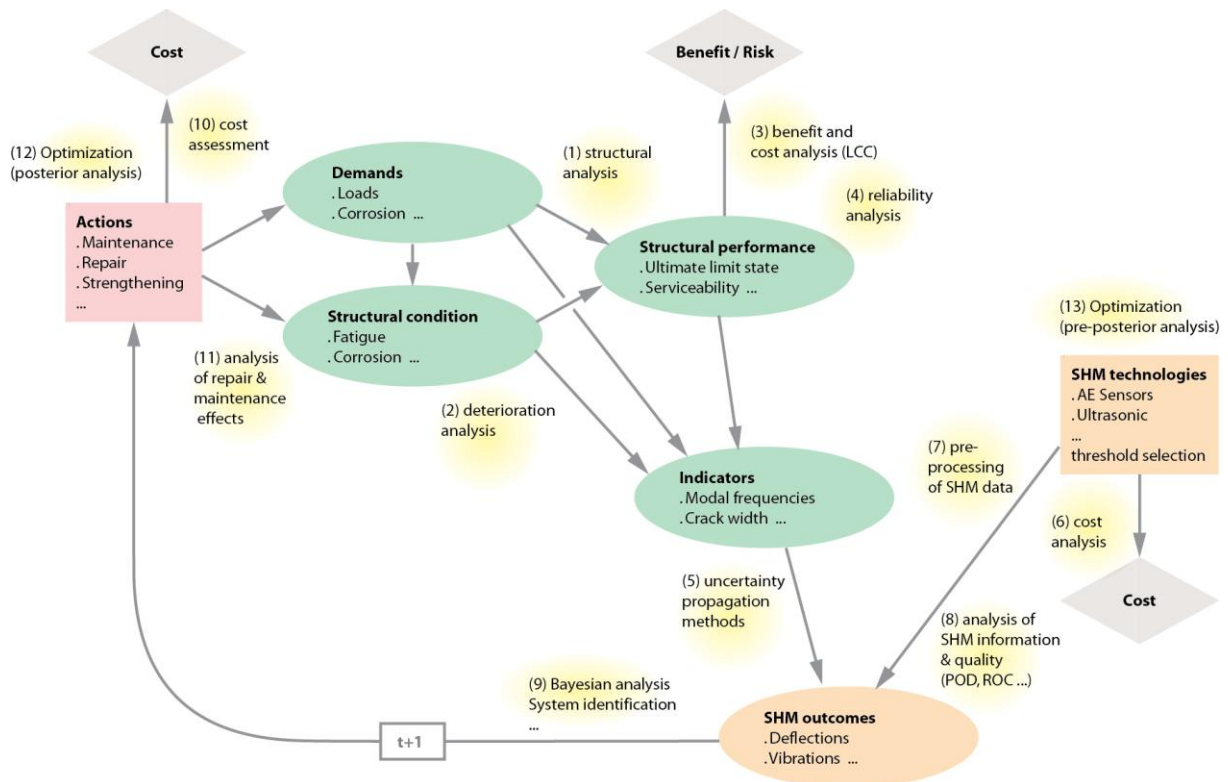 Cost
Benefit / Risk
(10) cost
assessment
(12) Optimization
(posterior analysis)
(3) benefit and
cost analysis (LCC)
(1) structural
analysis
(4) reliability
analysis
Demands
. Loads
. Corrosion ...
Actions
. Maintenance
. Repair
. Strengthening
...
Structural performance
. Ultimate limit state
. Serviceability ...
Structural condition
. Fatigue
. Corrosion ...
(13) Optimization
(pre-posterior analysis)
(11) analysis
of repair &
maintenance
effects
(2) deterioration
analysis
SHM technologies
. AE Sensors
. Ultrasonic
...
threshold selection
(7) pre-
processing
of SHM data
Indicators
. Modal frequencies
. Crack width ...
(6) cost
analysis
(5) uncertainty
propagation
methods
Cost
(8) analysis of
SHM information
& quality
(POD, ROC ...)
(9) Bayesian analysis
System identification
...
SHM outcomes
. Deflections
. Vibrations ...
t+1